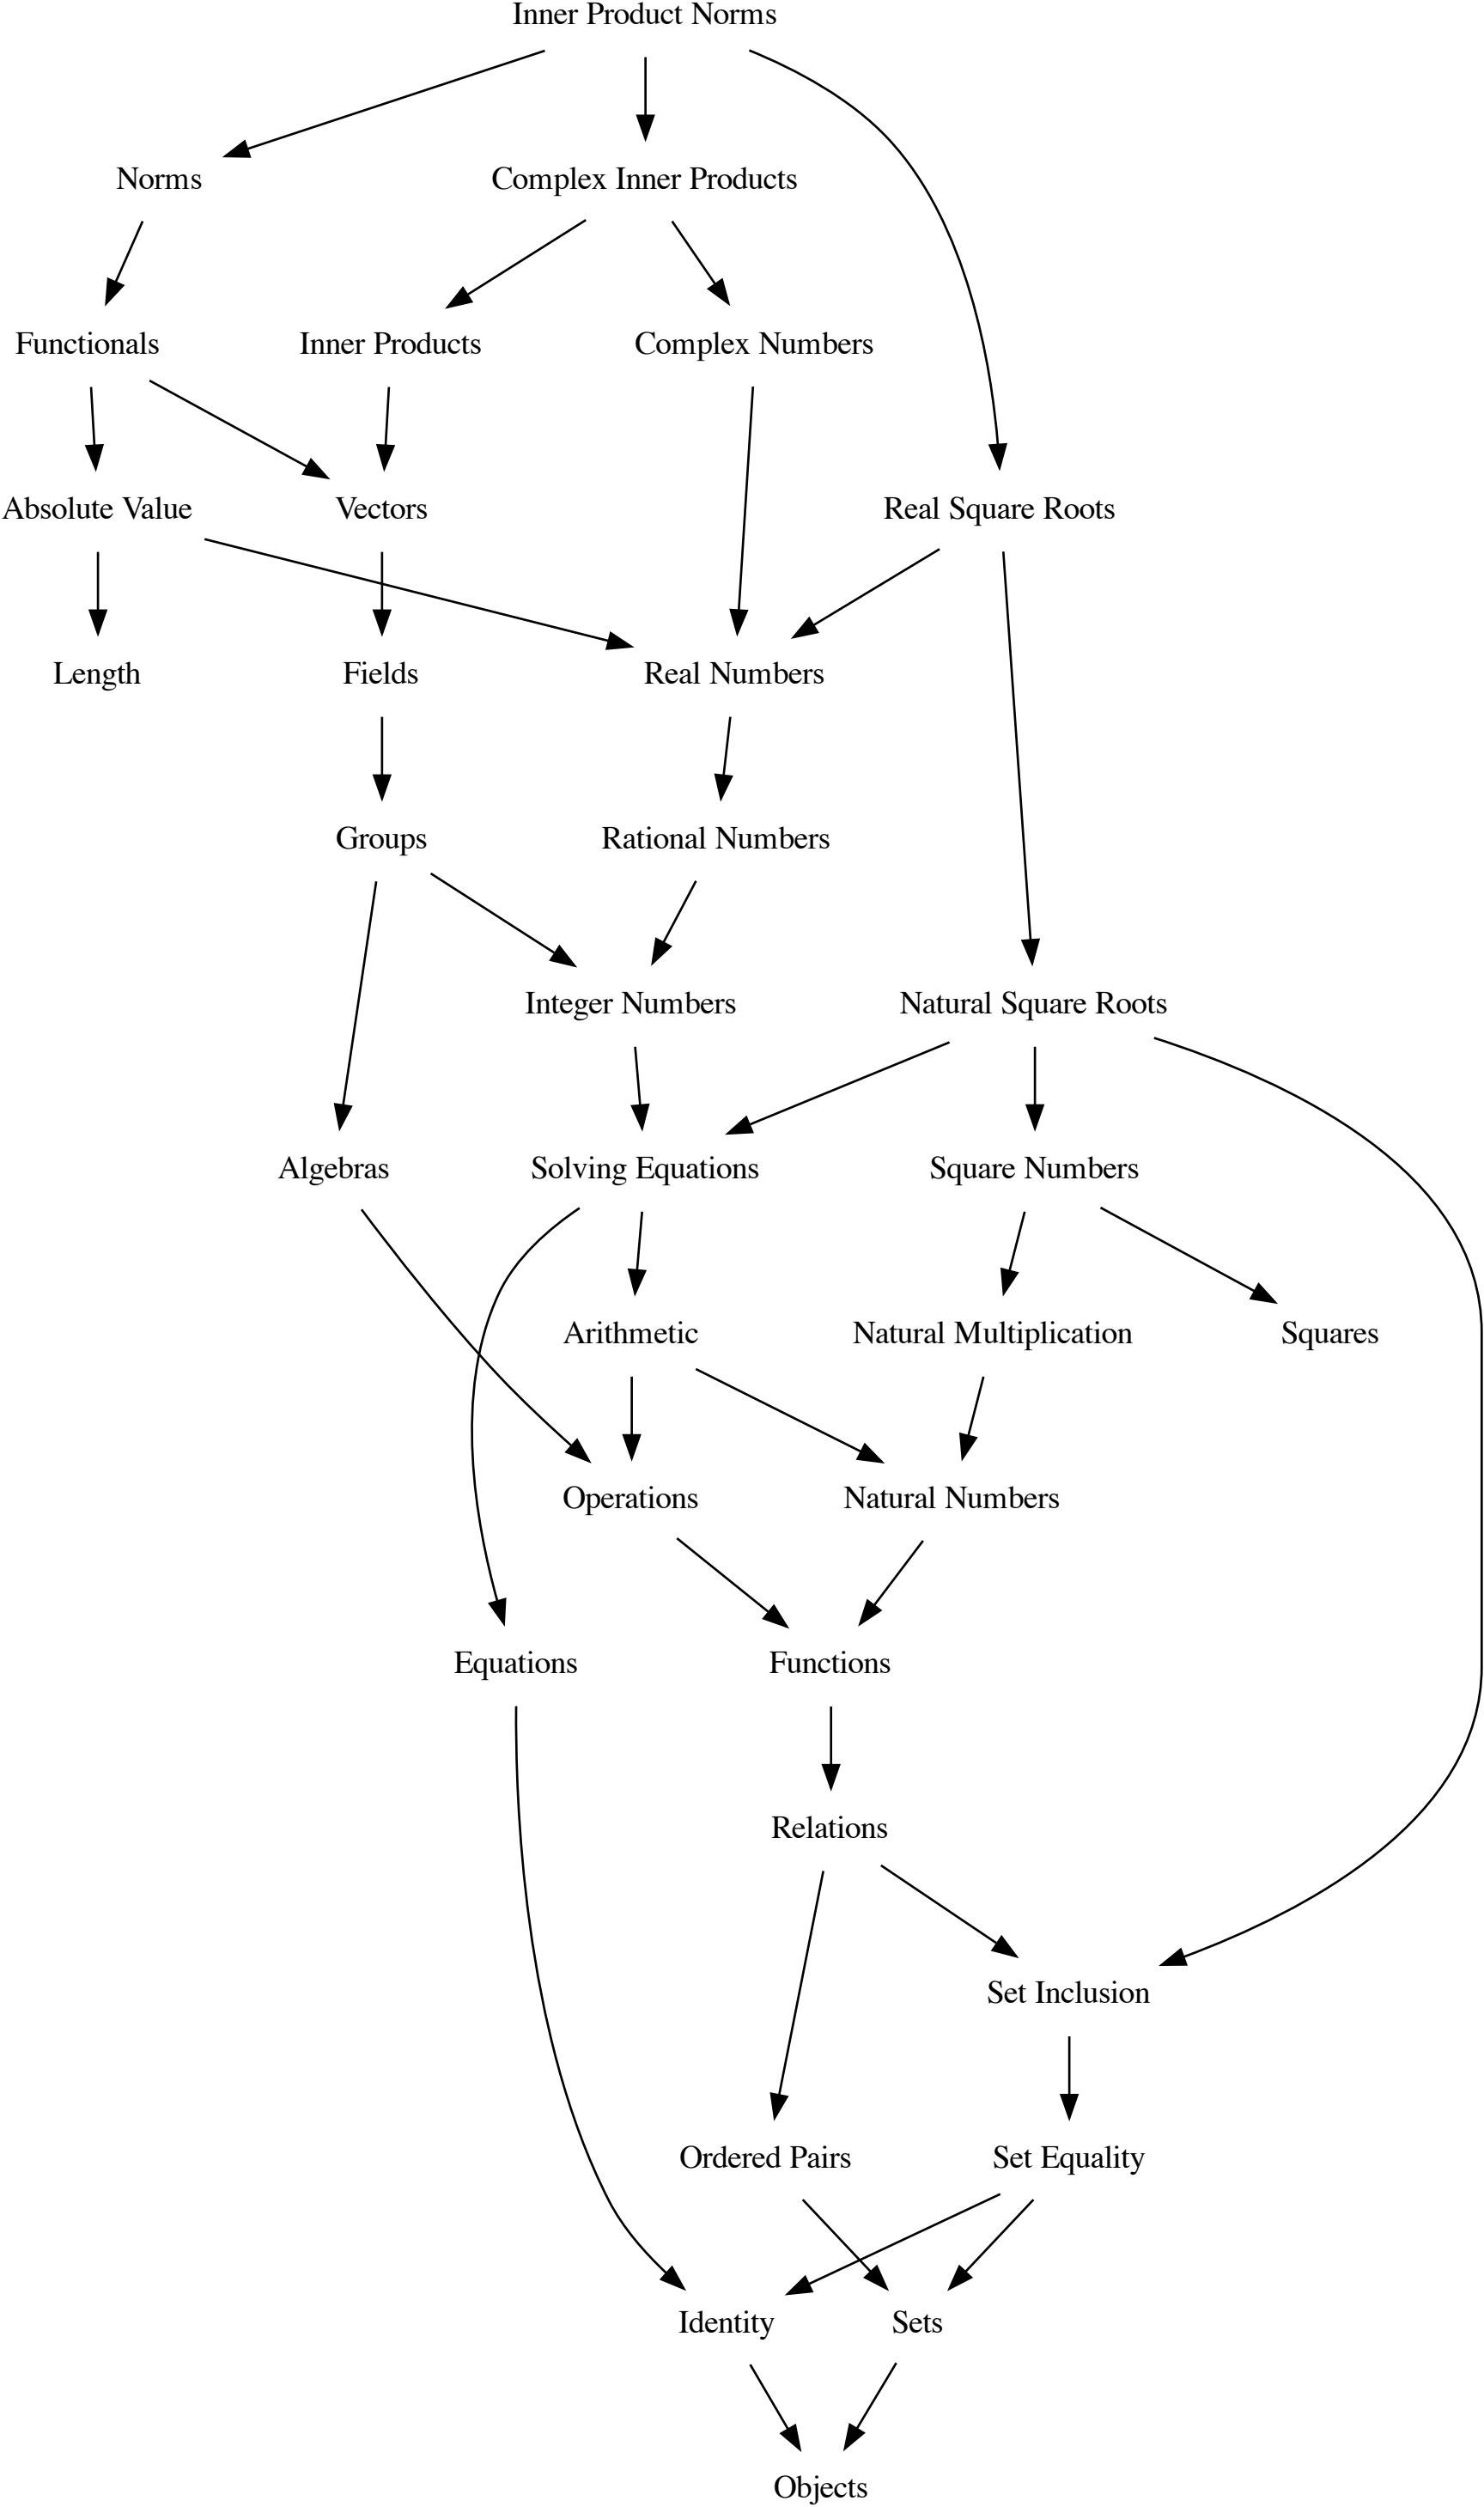 Inner Product Norms
Norms
Complex Inner Products
Functionals
Inner Products
Complex Numbers
Absolute Value
Vectors
Real Square Roots
Length
Fields
Real Numbers
Groups
Rational Numbers
Integer Numbers
Natural Square Roots
Algebras
Solving Equations
Square Numbers
Arithmetic
Natural Multiplication
Squares
Operations
Natural Numbers
Equations
Functions
Relations
Set Inclusion
Ordered Pairs
Set Equality
Identity
Sets
Objects